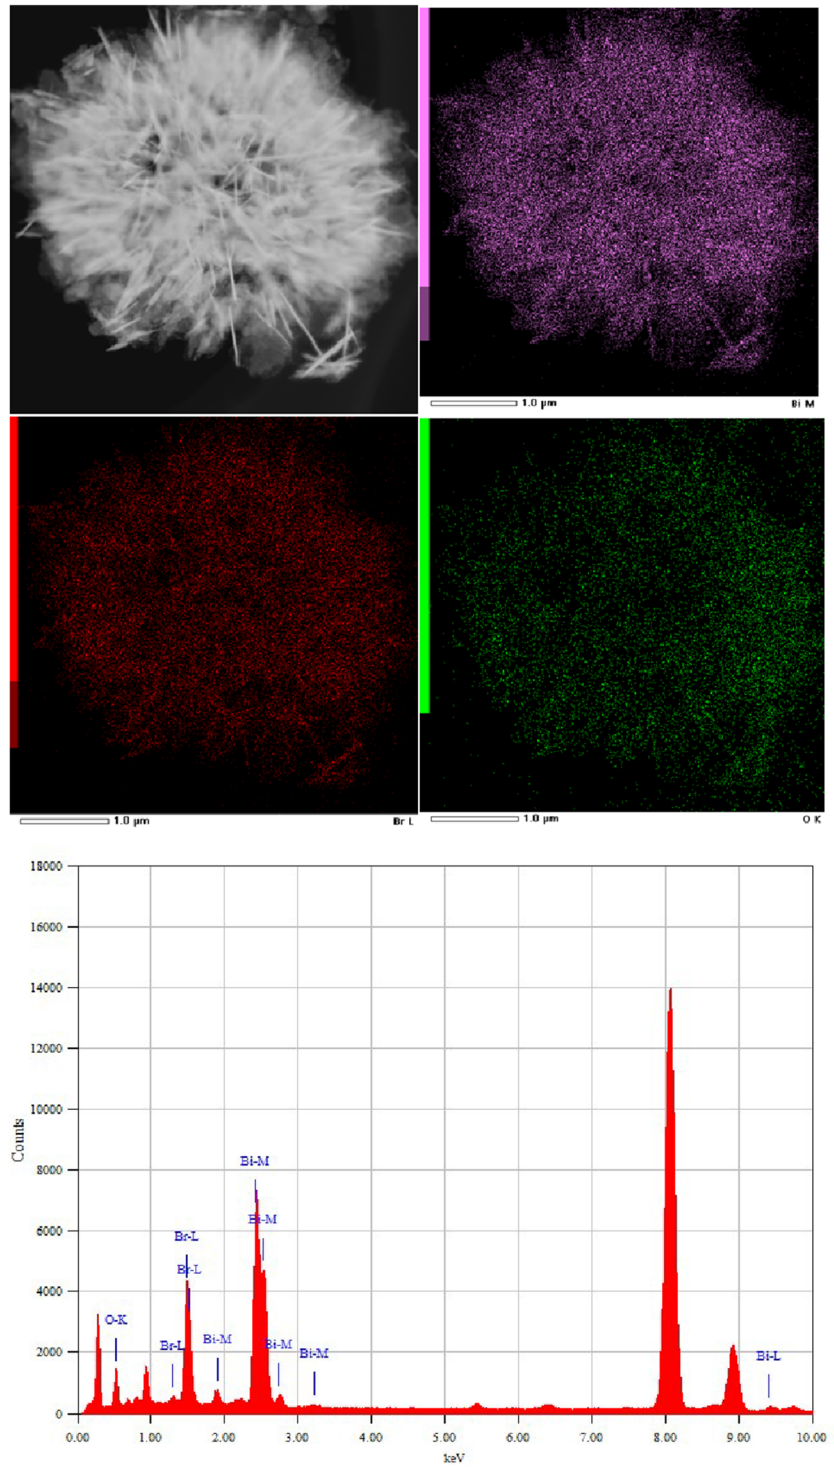 1.0 µm Bi M
1.0 µm Br L
1.0 µm O K
18000
16000
14000
12000
10000
8000
6000
4000
2000
0
Counts
O-K
Br-L
Br-L
Br-L
Bi-M
Bi-M
Bi-M
Bi-M
Bi-M
Bi-L
0.00 1.00 2.00 3.00 4.00 5.00 6.00 7.00 8.00 9.00 10.00
keV